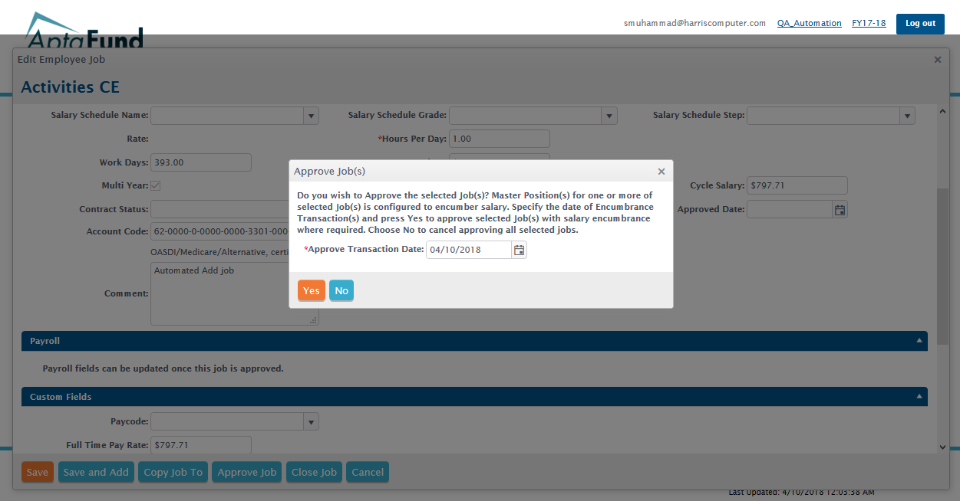 smuhammad@harriscomputer.com QA_Automation FY17-18 Log out
AptaFund
Edit Employee Job
Activities CE
Salary Schedule Name: Salary Schedule Grade: Salary Schedule Step:
Rate: *Hours Per Day: 1.00
Work Days: 393.00
Approve Job(s)
Multi Year: Cycle Salary: $797.71
Do you wish to Approve the selected Job(s)? Master Position(s) for one or more of
selected Job(s) is configured to encumber salary. Specify the date of Encumbrance
Transaction(s) and press Yes to approve selected Job(s) with salary encumbrance
where required. Choose No to cancel approving all selected jobs.
*Approve Transaction Date: 04/10/2018
Yes No
Contract Status: Approved Date:
Account Code: 62-0000-0-0000-0000-3301-000
OASDI/Medicare/Alternative, certi
Comment: Automated Add job
Payroll
Payroll fields can be updated once this job is approved.
Custom Fields
Paycode:
Full Time Pay Rate: $797.71
Save Save and Add Copy Job To Approve Job Close Job Cancel
Last Updated: 4/10/2018 12:03:38 AM